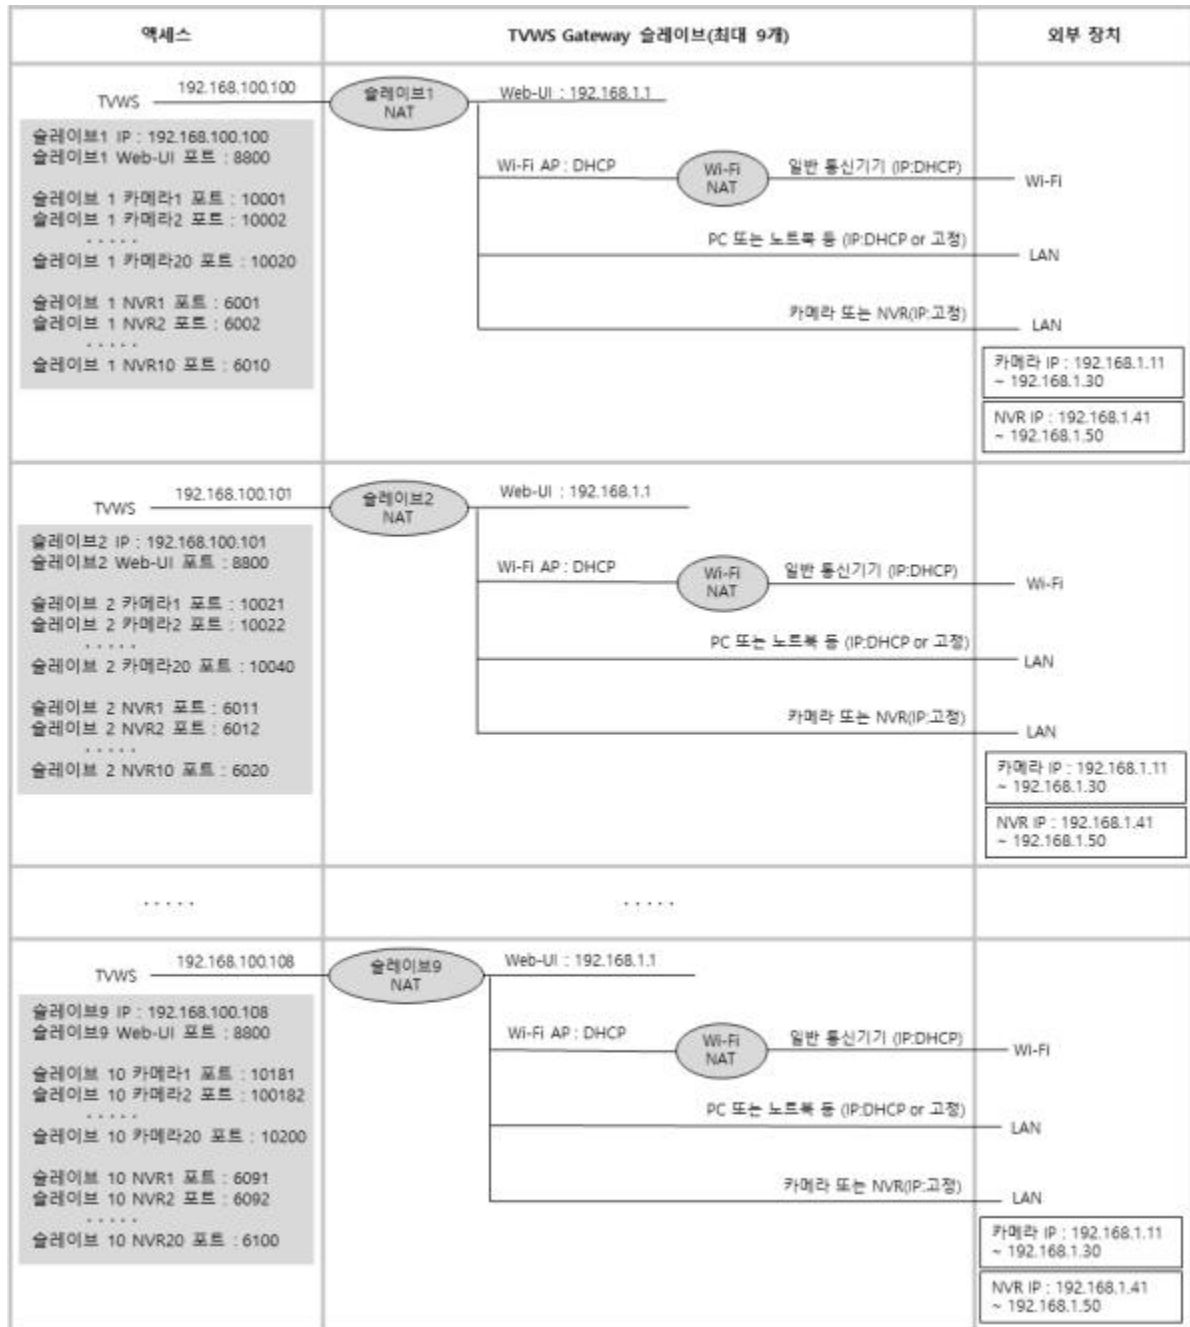 액세스
TVWS Gateway 슬레이브(최대 9개)
외부 장치
192.168.100.100
TVWS
슬레이브1 IP : 192.168.100.100
슬레이브1 Web-UI 포트 : 8800
슬레이브 1 카메라1 포트 : 10001
슬레이브 1 카메라2 포트 : 10002
. . . . .
슬레이브 1 카메라20 포트 : 10020
슬레이브 1 NVR1 포트 : 6001
슬레이브 1 NVR2 포트 : 6002
. . . . .
슬레이브 1 NVR10 포트 : 6010
슬레이브1
NAT
Web-UI : 192.168.1.1
Wi-Fi AP : DHCP
Wi-Fi
NAT
일반 통신기기 (IP:DHCP)
Wi-Fi
PC 또는 노트북 등 (IP:DHCP or 고정)
LAN
카메라 또는 NVR(IP:고정)
LAN
카메라 IP : 192.168.1.11
~ 192.168.1.30
NVR IP : 192.168.1.41
~ 192.168.1.50
192.168.100.101
TVWS
슬레이브2 IP : 192.168.100.101
슬레이브2 Web-UI 포트 : 8800
슬레이브 2 카메라1 포트 : 10021
슬레이브 2 카메라2 포트 : 10022
. . . . .
슬레이브 2 카메라20 포트 : 10040
슬레이브 2 NVR1 포트 : 6011
슬레이브 2 NVR2 포트 : 6012
. . . . .
슬레이브 2 NVR10 포트 : 6020
슬레이브2
NAT
Web-UI : 192.168.1.1
Wi-Fi AP : DHCP
Wi-Fi
NAT
일반 통신기기 (IP:DHCP)
Wi-Fi
PC 또는 노트북 등 (IP:DHCP or 고정)
LAN
카메라 또는 NVR(IP:고정)
LAN
카메라 IP : 192.168.1.11
~ 192.168.1.30
NVR IP : 192.168.1.41
~ 192.168.1.50
. . . . .
. . . . .
192.168.100.108
TVWS
슬레이브9 IP : 192.168.100.108
슬레이브9 Web-UI 포트 : 8800
슬레이브 10 카메라1 포트 : 10181
슬레이브 10 카메라2 포트 : 100182
. . . . .
슬레이브 10 카메라20 포트 : 10200
슬레이브 10 NVR1 포트 : 6091
슬레이브 10 NVR2 포트 : 6092
. . . . .
슬레이브 10 NVR20 포트 : 6100
슬레이브9
NAT
Web-UI : 192.168.1.1
Wi-Fi AP : DHCP
Wi-Fi
NAT
일반 통신기기 (IP:DHCP)
Wi-Fi
PC 또는 노트북 등 (IP:DHCP or 고정)
LAN
카메라 또는 NVR(IP:고정)
LAN
카메라 IP : 192.168.1.11
~ 192.168.1.30
NVR IP : 192.168.1.41
~ 192.168.1.50